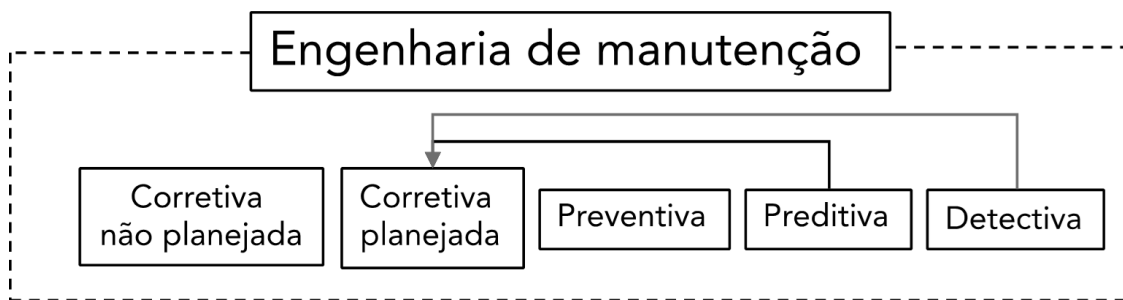 Engenharia de manutenção
Corretiva
não planejada
Corretiva
planejada
Preventiva
Preditiva
Detectiva